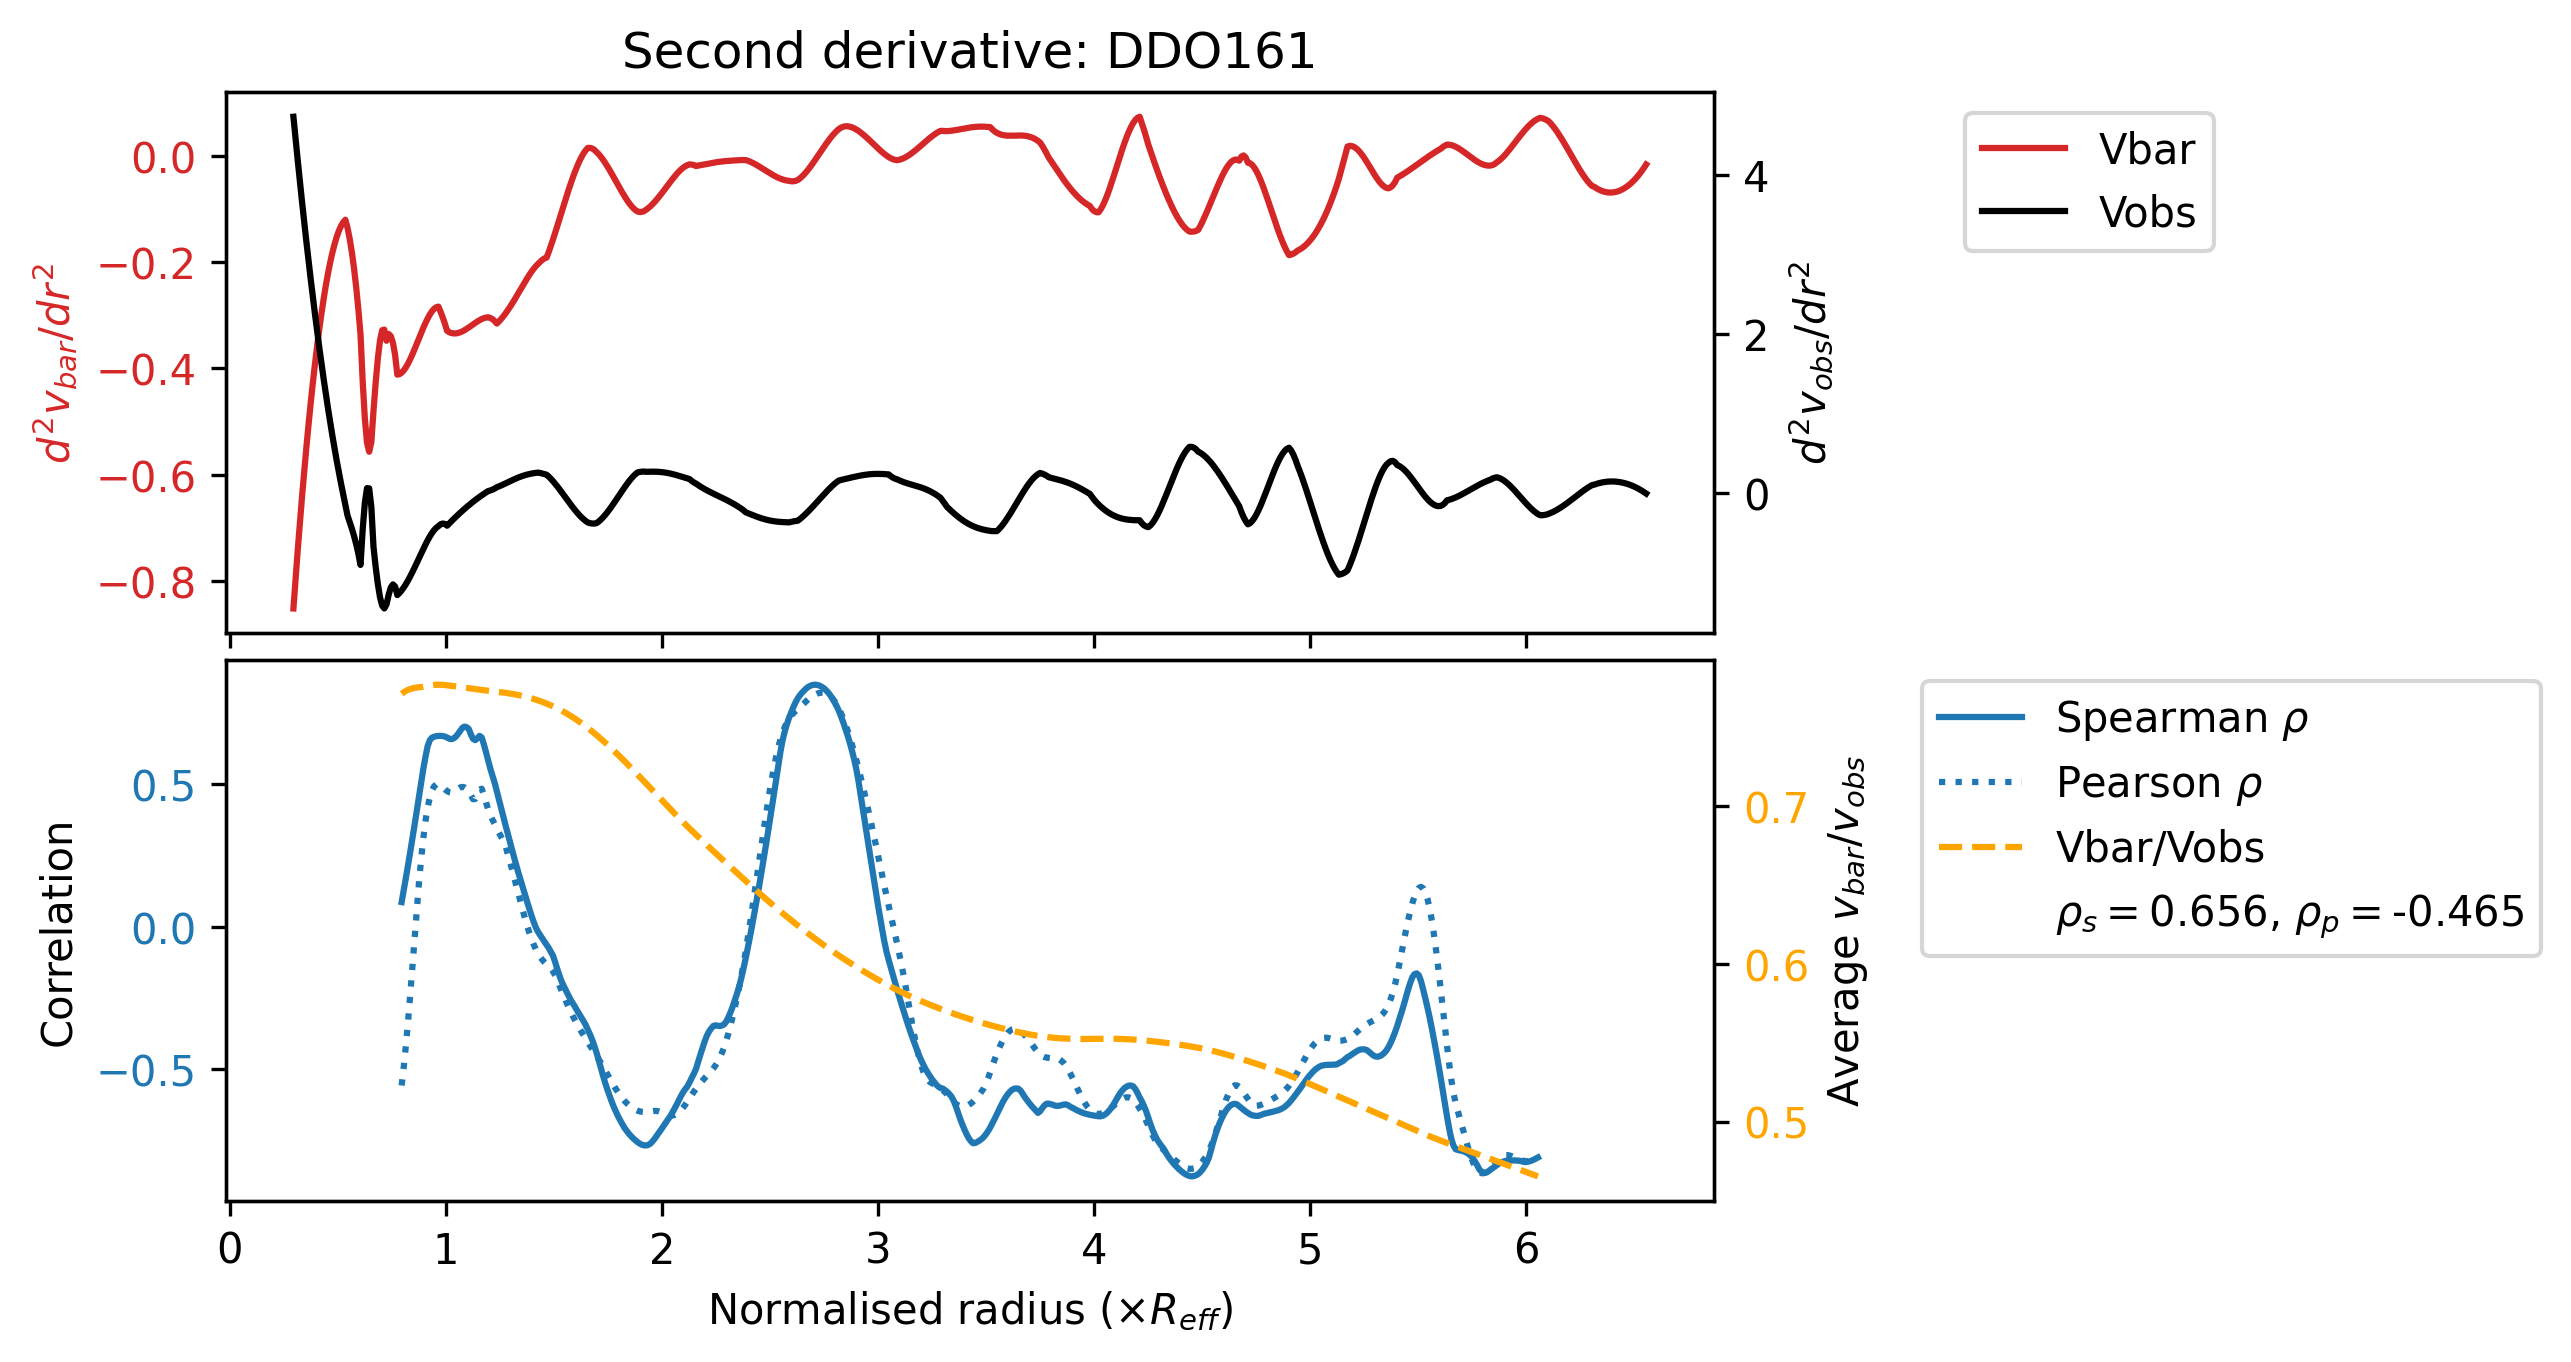 Second derivative: DDO161
0.0
−0.2
−0.4
−0.6
−0.8
d²v_bar/dr²
4
2
0
d²v_obs/dr²
Vbar
Vobs
0.5
0.0
−0.5
Correlation
0.7
0.6
0.5
Average v_bar/v_obs
Spearman ρ
Pearson ρ
Vbar/Vobs
ρ_s = 0.656, ρ_p = -0.465
0 1 2 3 4 5 6
Normalised radius (×R_eff)